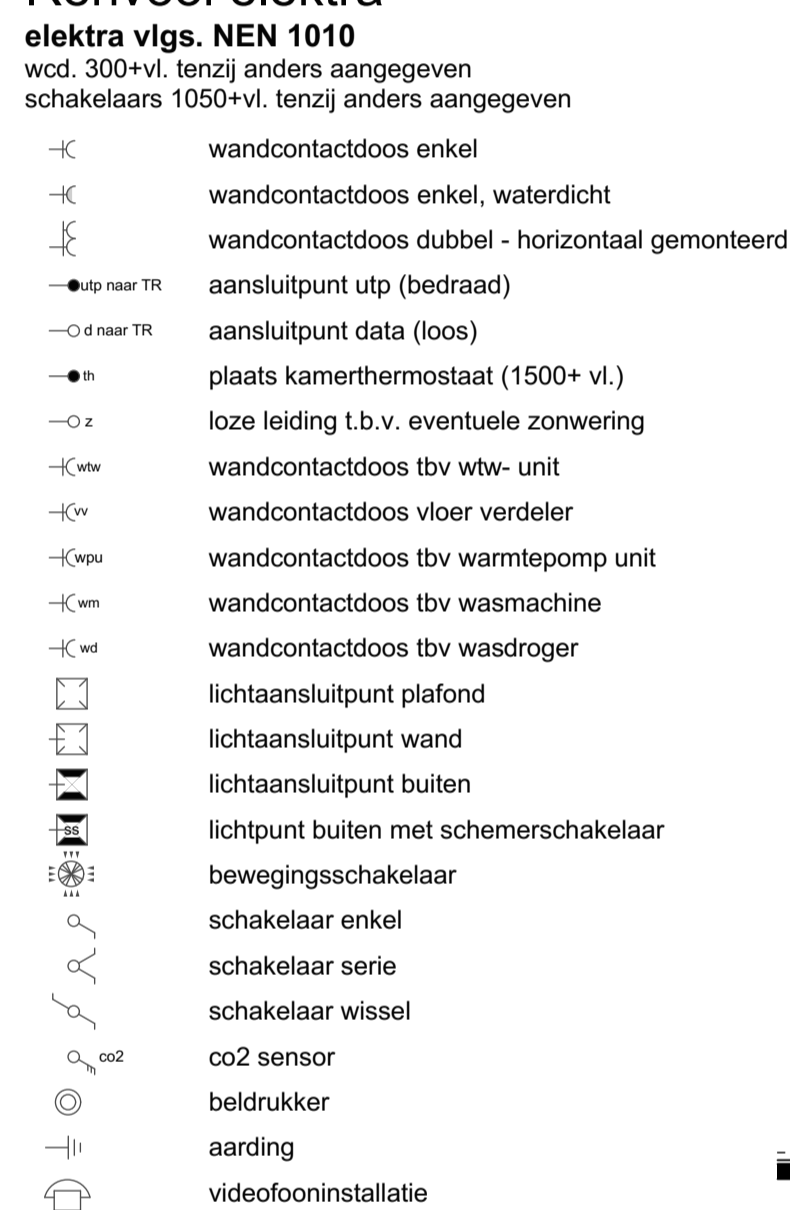 elektra vlgs. NEN 1010
wcd. 300+vl. tenzij anders aangegeven
schakelaars 1050+vl. tenzij anders aangegeven
wandcontactdoos enkel
wandcontactdoos enkel, waterdicht
wandcontactdoos dubbel - horizontaal gemonteerd
utp naar TR aansluitpunt utp (bedraad)
d naar TR aansluitpunt data (loos)
th plaats kamerthermostaat (1500+ vl.)
z loze leiding t.b.v. eventuele zonwering
wtw wandcontactdoos tbv wtw- unit
vv wandcontactdoos vloer verdeler
wpu wandcontactdoos tbv warmtepomp unit
wm wandcontactdoos tbv wasmachine
wd wandcontactdoos tbv wasdroger
lichtaansluitpunt plafond
lichtaansluitpunt wand
lichtaansluitpunt buiten
ss lichtpunt buiten met schemerschakelaar
bewegingsschakelaar
schakelaar enkel
schakelaar serie
schakelaar wissel
co2 co2 sensor
beldrukker
aarding
videofooninstallatie